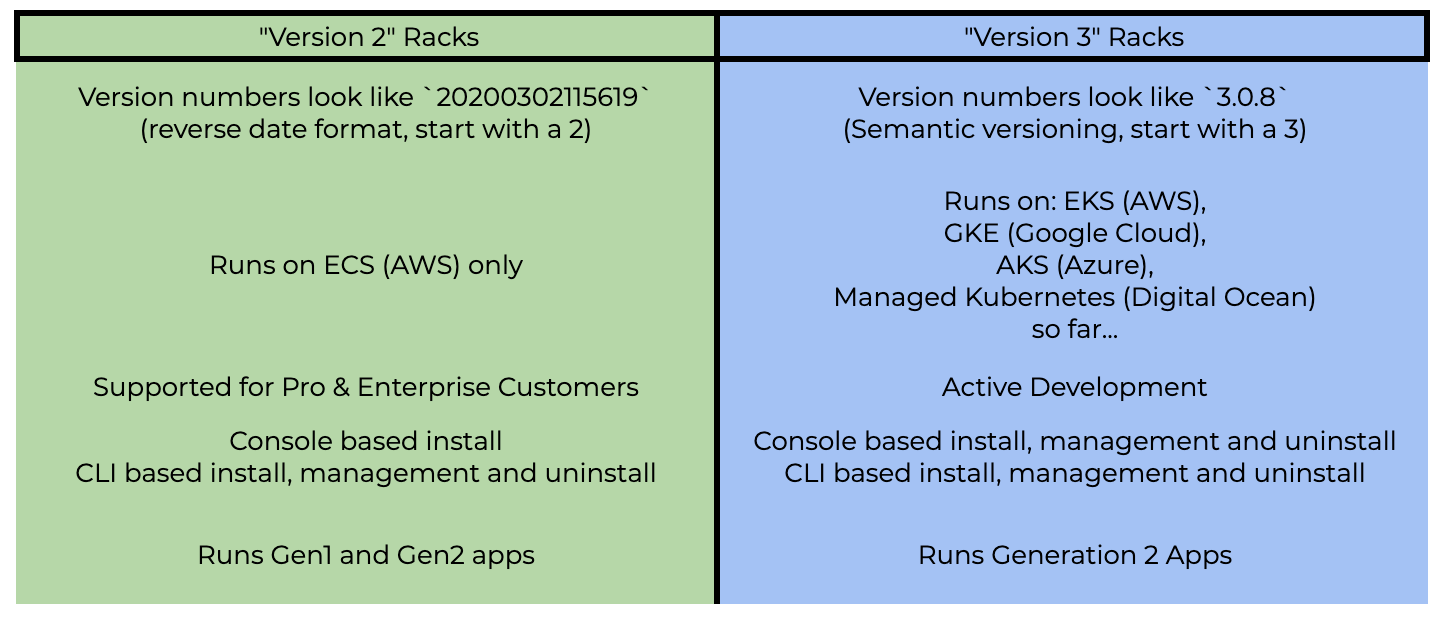 "Version 2" Racks
"Version 3" Racks
Version numbers look like `20200302115619`
(reverse date format, start with a 2)
Version numbers look like `3.0.8`
(Semantic versioning, start with a 3)
Runs on ECS (AWS) only
Runs on: EKS (AWS),
GKE (Google Cloud),
AKS (Azure),
Managed Kubernetes (Digital Ocean)
so far...
Supported for Pro & Enterprise Customers
Active Development
Console based install
CLI based install, management and uninstall
Console based install, management and uninstall
CLI based install, management and uninstall
Runs Gen1 and Gen2 apps
Runs Generation 2 Apps